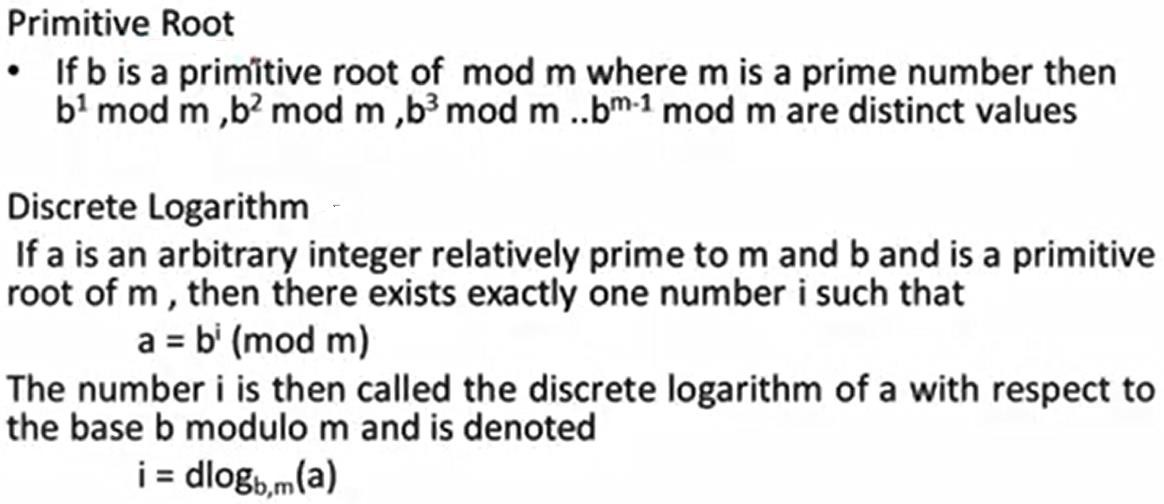 Primitive Root
• If b is a primitive root of mod m where m is a prime number then
b¹ mod m ,b² mod m ,b³ mod m ..bᵐ⁻¹ mod m are distinct values
Discrete Logarithm
If a is an arbitrary integer relatively prime to m and b and is a primitive
root of m , then there exists exactly one number i such that
a = bⁱ (mod m)
The number i is then called the discrete logarithm of a with respect to
the base b modulo m and is denoted
i = dlog_b,m(a)